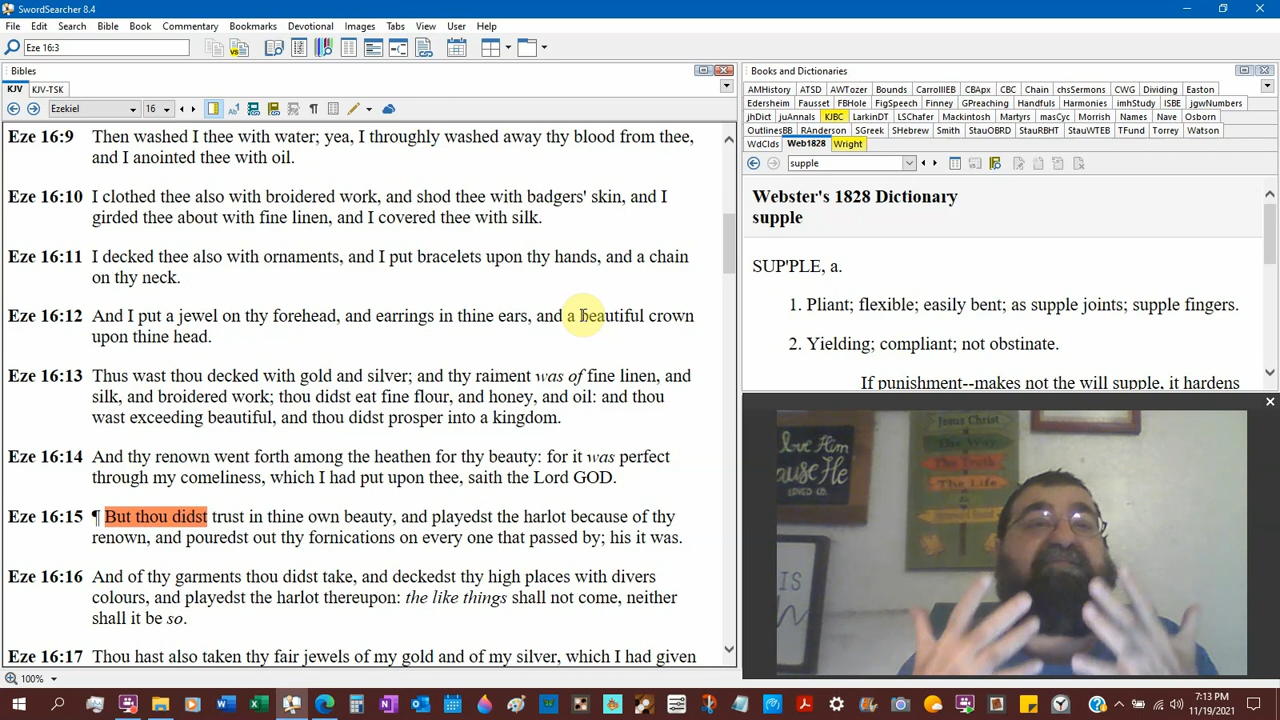 SwordSearcher 8.4
File Edit Search Bible Book Commentary Bookmarks Devotional Images Tabs View User Help
Eze 16:3
Bibles
KJV KJV-TSK
Ezekiel 16
Eze 16:9 Then washed I thee with water; yea, I throughly washed away thy blood from thee,
and I anointed thee with oil.
Eze 16:10 I clothed thee also with broidered work, and shod thee with badgers' skin, and I
girded thee about with fine linen, and I covered thee with silk.
Eze 16:11 I decked thee also with ornaments, and I put bracelets upon thy hands, and a chain
on thy neck.
Eze 16:12 And I put a jewel on thy forehead, and earrings in thine ears, and a beautiful crown
upon thine head.
Eze 16:13 Thus wast thou decked with gold and silver; and thy raiment was of fine linen, and
silk, and broidered work; thou didst eat fine flour, and honey, and oil: and thou
wast exceeding beautiful, and thou didst prosper into a kingdom.
Eze 16:14 And thy renown went forth among the heathen for thy beauty: for it was perfect
through my comeliness, which I had put upon thee, saith the Lord GOD.
Eze 16:15 ¶ But thou didst trust in thine own beauty, and playedst the harlot because of thy
renown, and pouredst out thy fornications on every one that passed by; his it was.
Eze 16:16 And of thy garments thou didst take, and deckedst thy high places with divers
colours, and playedst the harlot thereupon: the like things shall not come, neither
shall it be so.
Eze 16:17 Thou hast also taken thy fair jewels of my gold and of my silver, which I had given
100%
Books and Dictionaries
AMHistory ATSD AWTozer Bounds CarrollEB CBApx CBC Chain chsSermons CWG Dividing Easton
Edersheim Fausset FBHole FigSpeech Finney GPreaching Handfuls Harmonies imhStudy ISBE jgwNumbers
jhDict juAnnals KJBC LarkinDT LSChafer Mackintosh Martyrs masCyc Morrish Names Nave Osborn
OutlinesBB RAnderson SGreek SHebrew Smith StauOBRD StauRBHT StauWTEB TFund Torrey Watson
WdClds Web1828 Wright
supple
Webster's 1828 Dictionary
supple
SUP'PLE, a.
1. Pliant; flexible; easily bent; as supple joints; supple fingers.
2. Yielding; compliant; not obstinate.
If punishment--makes not the will supple, it hardens
love Him
cause He
LOVED
Jesus Christ
The Way
The Truth
The Life
IS
7:13 PM
11/19/2021